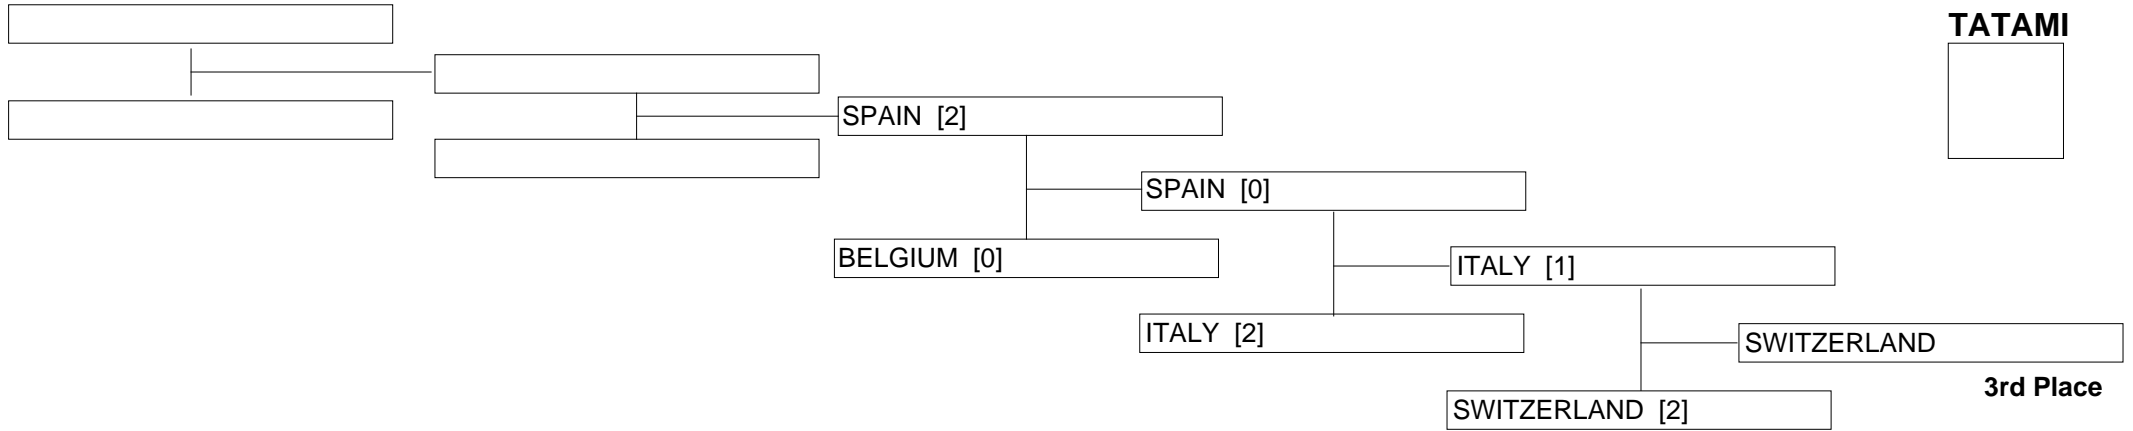 TATAMI
SPAIN [2]
SPAIN [0]
BELGIUM [0]
ITALY [1]
ITALY [2]
SWITZERLAND
3rd Place
SWITZERLAND [2]